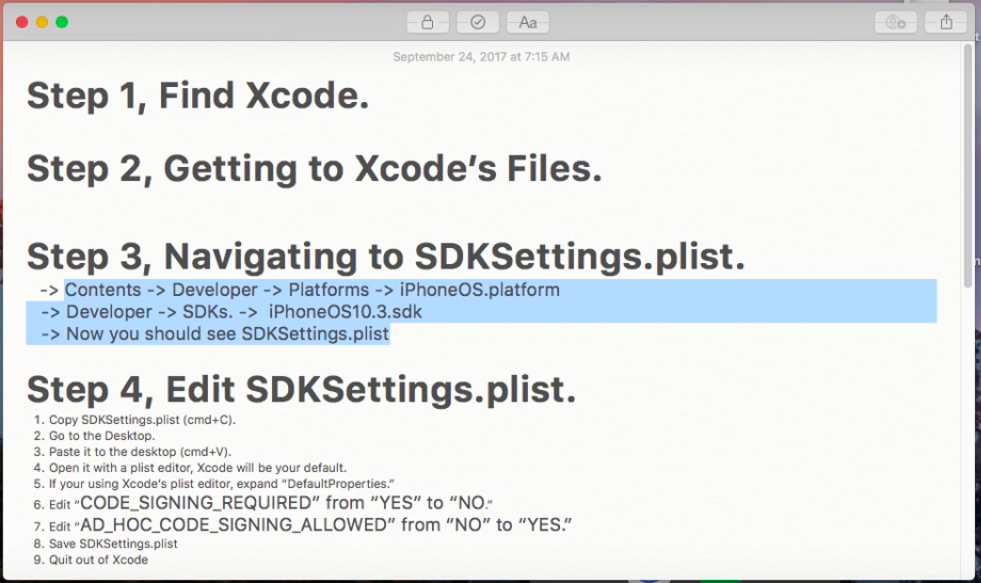 Aa
September 24, 2017 at 7:15 AM
Step 1, Find Xcode.
Step 2, Getting to Xcode's Files.
Step 3, Navigating to SDKSettings.plist.
-> Contents -> Developer -> Platforms -> iPhoneOS.platform
-> Developer -> SDKs. -> iPhoneOS10.3.sdk
-> Now you should see SDKSettings.plist
Step 4, Edit SDKSettings.plist.
1. Copy SDKSettings.plist (cmd+C).
2. Go to the Desktop.
3. Paste it to the desktop (cmd+V).
4. Open it with a plist editor, Xcode will be your default.
5. If your using Xcode's plist editor, expand “DefaultProperties.”
6. Edit “CODE_SIGNING_REQUIRED” from “YES” to “NO.”
7. Edit “AD_HOC_CODE_SIGNING_ALLOWED” from “NO” to “YES.”
8. Save SDKSettings.plist
9. Quit out of Xcode